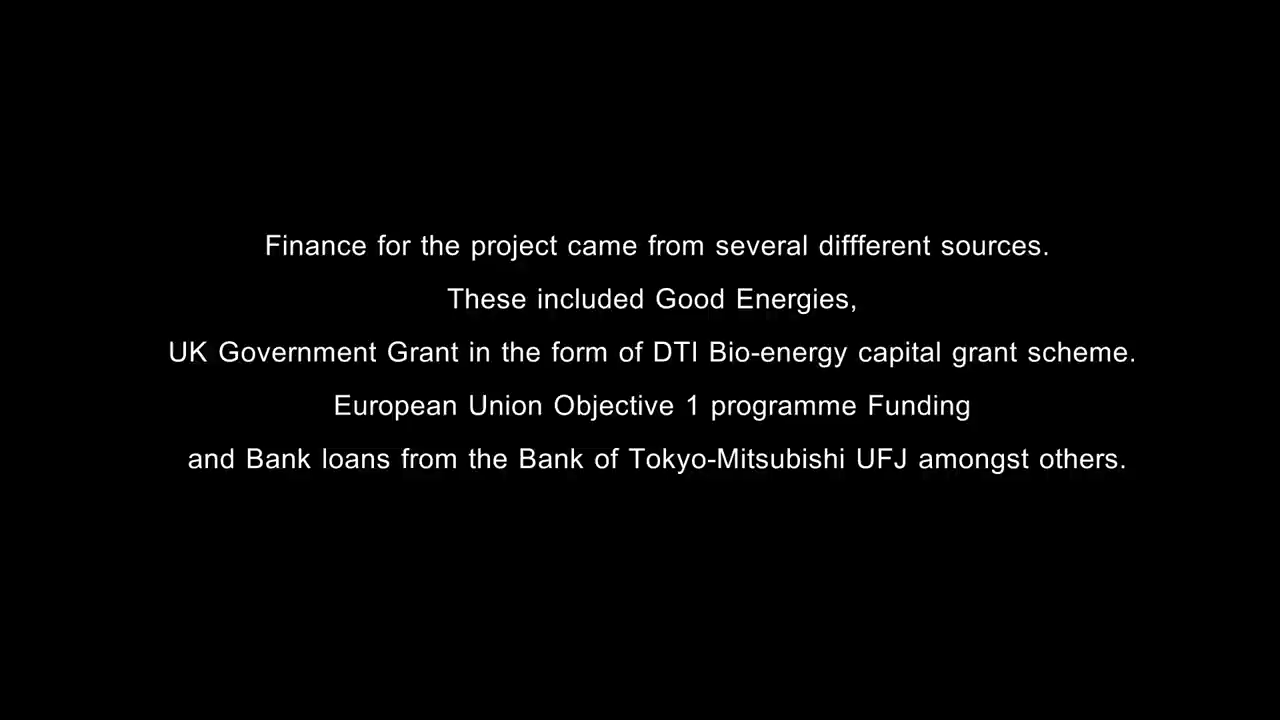 Finance for the project came from several diffferent sources.
These included Good Energies,
UK Government Grant in the form of DTI Bio-energy capital grant scheme.
European Union Objective 1 programme Funding
and Bank loans from the Bank of Tokyo-Mitsubishi UFJ amongst others.